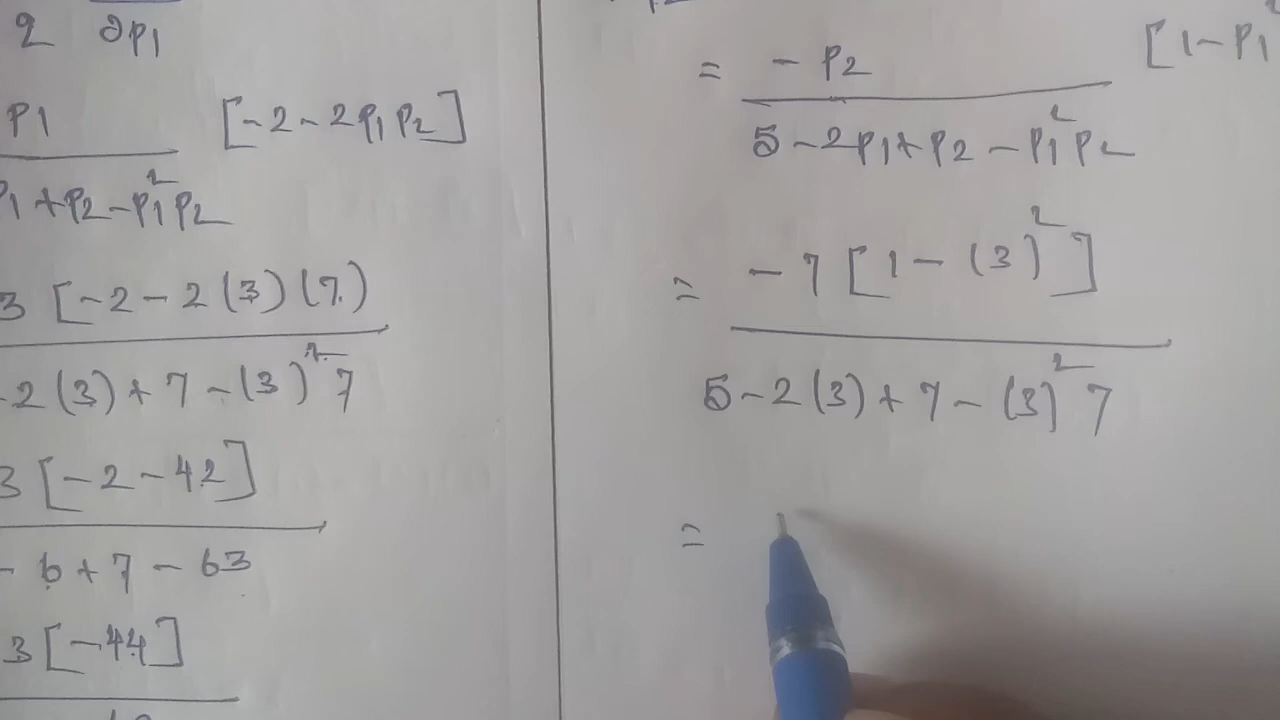 2 ∂P1
P1 [-2-2P1P2]
P1+P2-P1²P2
3 [-2-2(3)(7)
-2(3)+7-(3)²7
3 [-2-42]
- 6+7-63
3 [-44]
= -P2 [1-P1²
5-2P1+P2-P1²P2
= -7 [1-(3)²]
5-2(3)+7-(3)²7
=